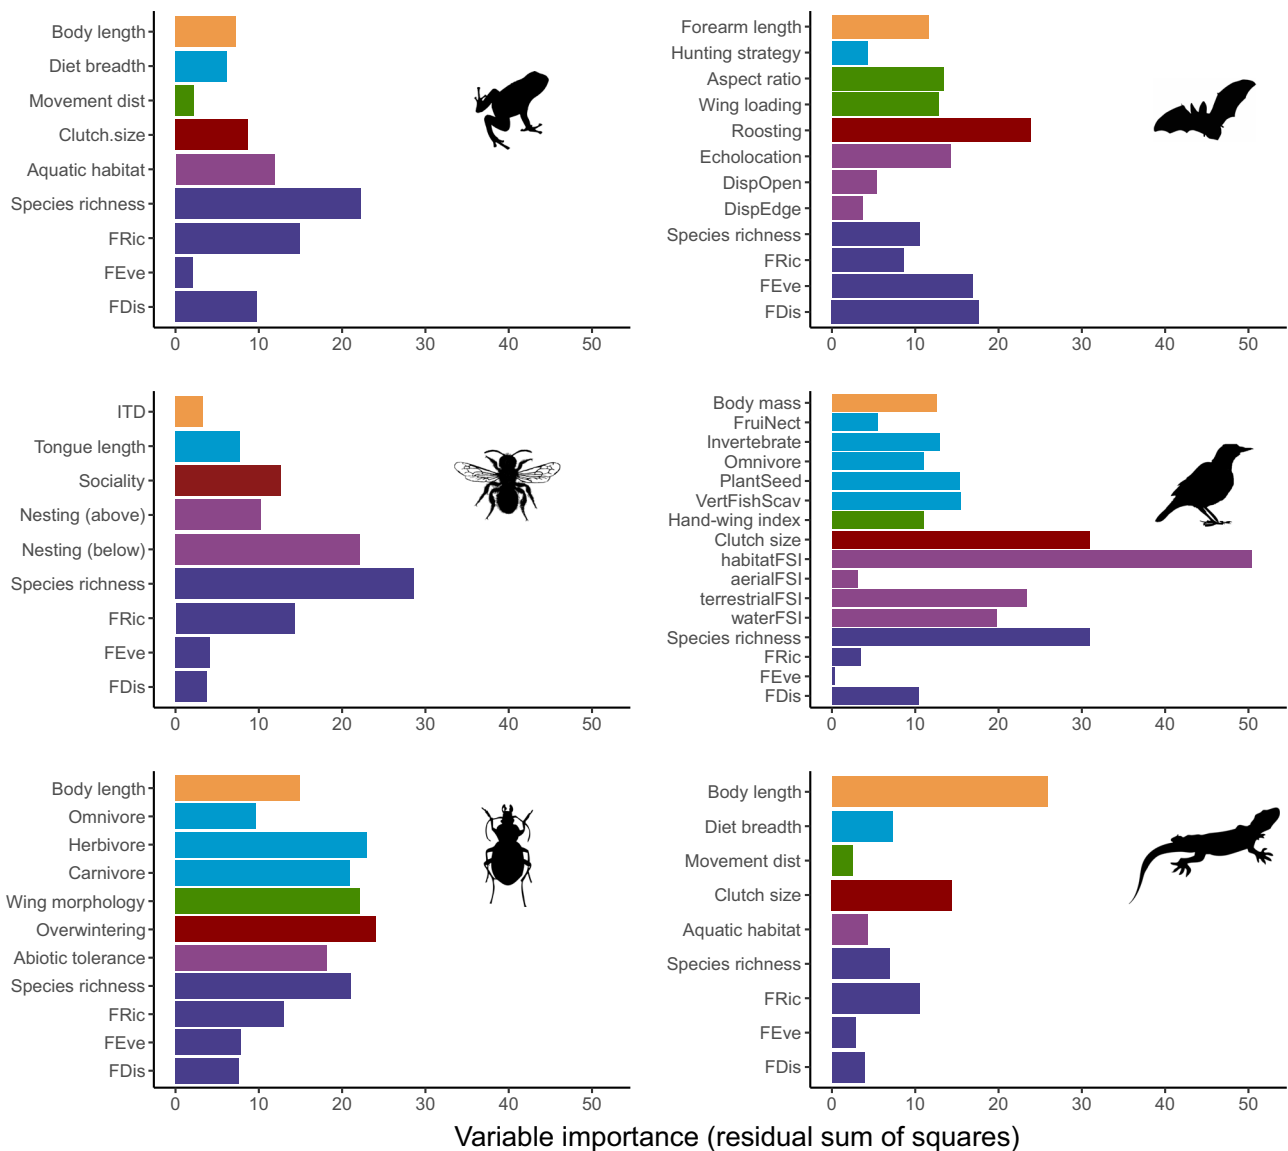 Body length
Diet breadth
Movement dist
Clutch.size
Aquatic habitat
Species richness
FRic
FEve
FDis
0 10 20 30 40 50
Forearm length
Hunting strategy
Aspect ratio
Wing loading
Roosting
Echolocation
DispOpen
DispEdge
Species richness
FRic
FEve
FDis
0 10 20 30 40 50
ITD
Tongue length
Sociality
Nesting (above)
Nesting (below)
Species richness
FRic
FEve
FDis
0 10 20 30 40 50
Body mass
FruiNect
Invertebrate
Omnivore
PlantSeed
VertFishScav
Hand-wing index
Clutch size
habitatFSI
aerialFSI
terrestrialFSI
waterFSI
Species richness
FRic
FEve
FDis
0 10 20 30 40 50
Body length
Omnivore
Herbivore
Carnivore
Wing morphology
Overwintering
Abiotic tolerance
Species richness
FRic
FEve
FDis
0 10 20 30 40 50
Body length
Diet breadth
Movement dist
Clutch size
Aquatic habitat
Species richness
FRic
FEve
FDis
0 10 20 30 40 50
Variable importance (residual sum of squares)